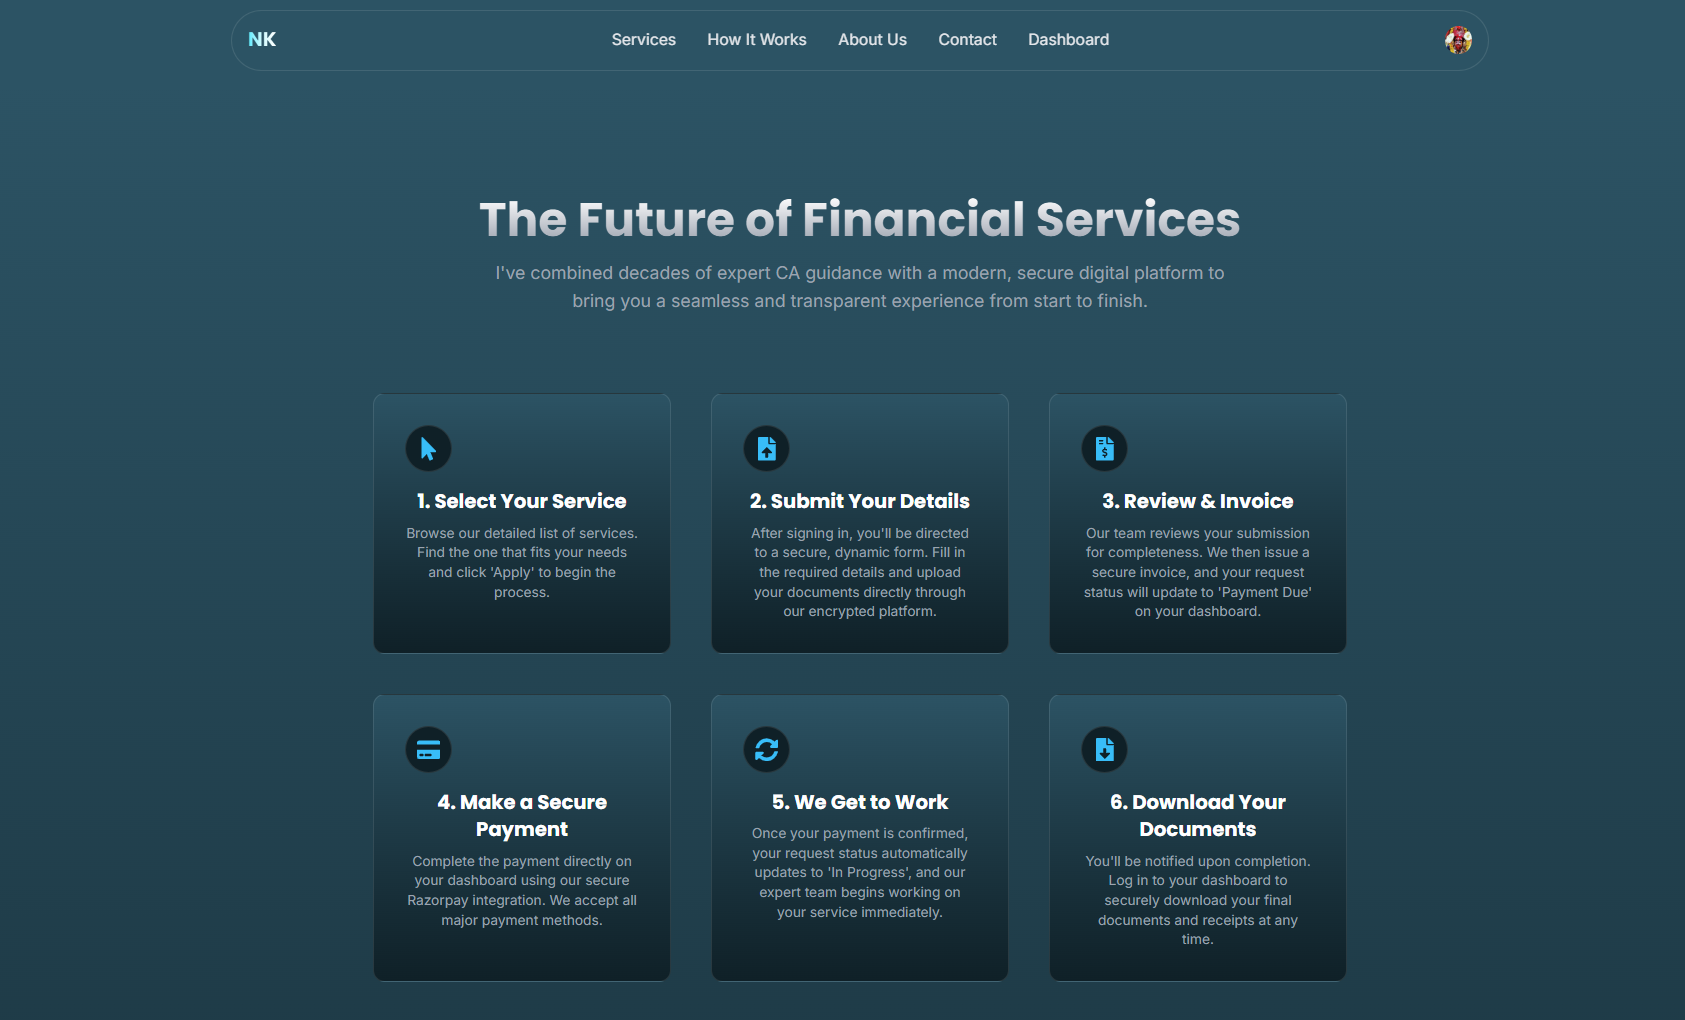 NK
Services
How It Works
About Us
Contact
Dashboard
The Future of Financial Services
I've combined decades of expert CA guidance with a modern, secure digital platform to
bring you a seamless and transparent experience from start to finish.
1. Select Your Service
Browse our detailed list of services.
Find the one that fits your needs
and click 'Apply' to begin the
process.
2. Submit Your Details
After signing in, you'll be directed
to a secure, dynamic form. Fill in
the required details and upload
your documents directly through
our encrypted platform.
3. Review & Invoice
Our team reviews your submission
for completeness. We then issue a
secure invoice, and your request
status will update to 'Payment Due'
on your dashboard.
4. Make a Secure
Payment
Complete the payment directly on
your dashboard using our secure
Razorpay integration. We accept all
major payment methods.
5. We Get to Work
Once your payment is confirmed,
your request status automatically
updates to 'In Progress', and our
expert team begins working on
your service immediately.
6. Download Your
Documents
You'll be notified upon completion.
Log in to your dashboard to
securely download your final
documents and receipts at any
time.